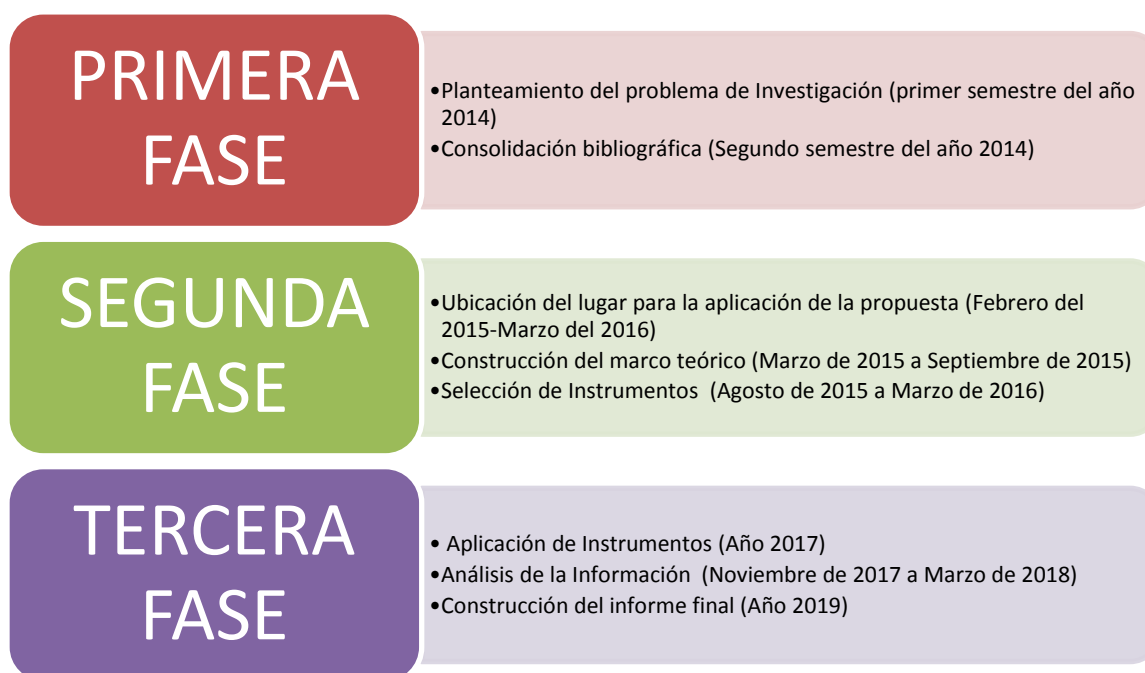 PRIMERA
FASE
•Planteamiento del problema de Investigación (primer semestre del año
2014)
•Consolidación bibliográfica (Segundo semestre del año 2014)
SEGUNDA
FASE
•Ubicación del lugar para la aplicación de la propuesta (Febrero del
2015-Marzo del 2016)
•Construcción del marco teórico (Marzo de 2015 a Septiembre de 2015)
•Selección de Instrumentos (Agosto de 2015 a Marzo de 2016)
TERCERA
FASE
• Aplicación de Instrumentos (Año 2017)
•Análisis de la Información (Noviembre de 2017 a Marzo de 2018)
•Construcción del informe final (Año 2019)